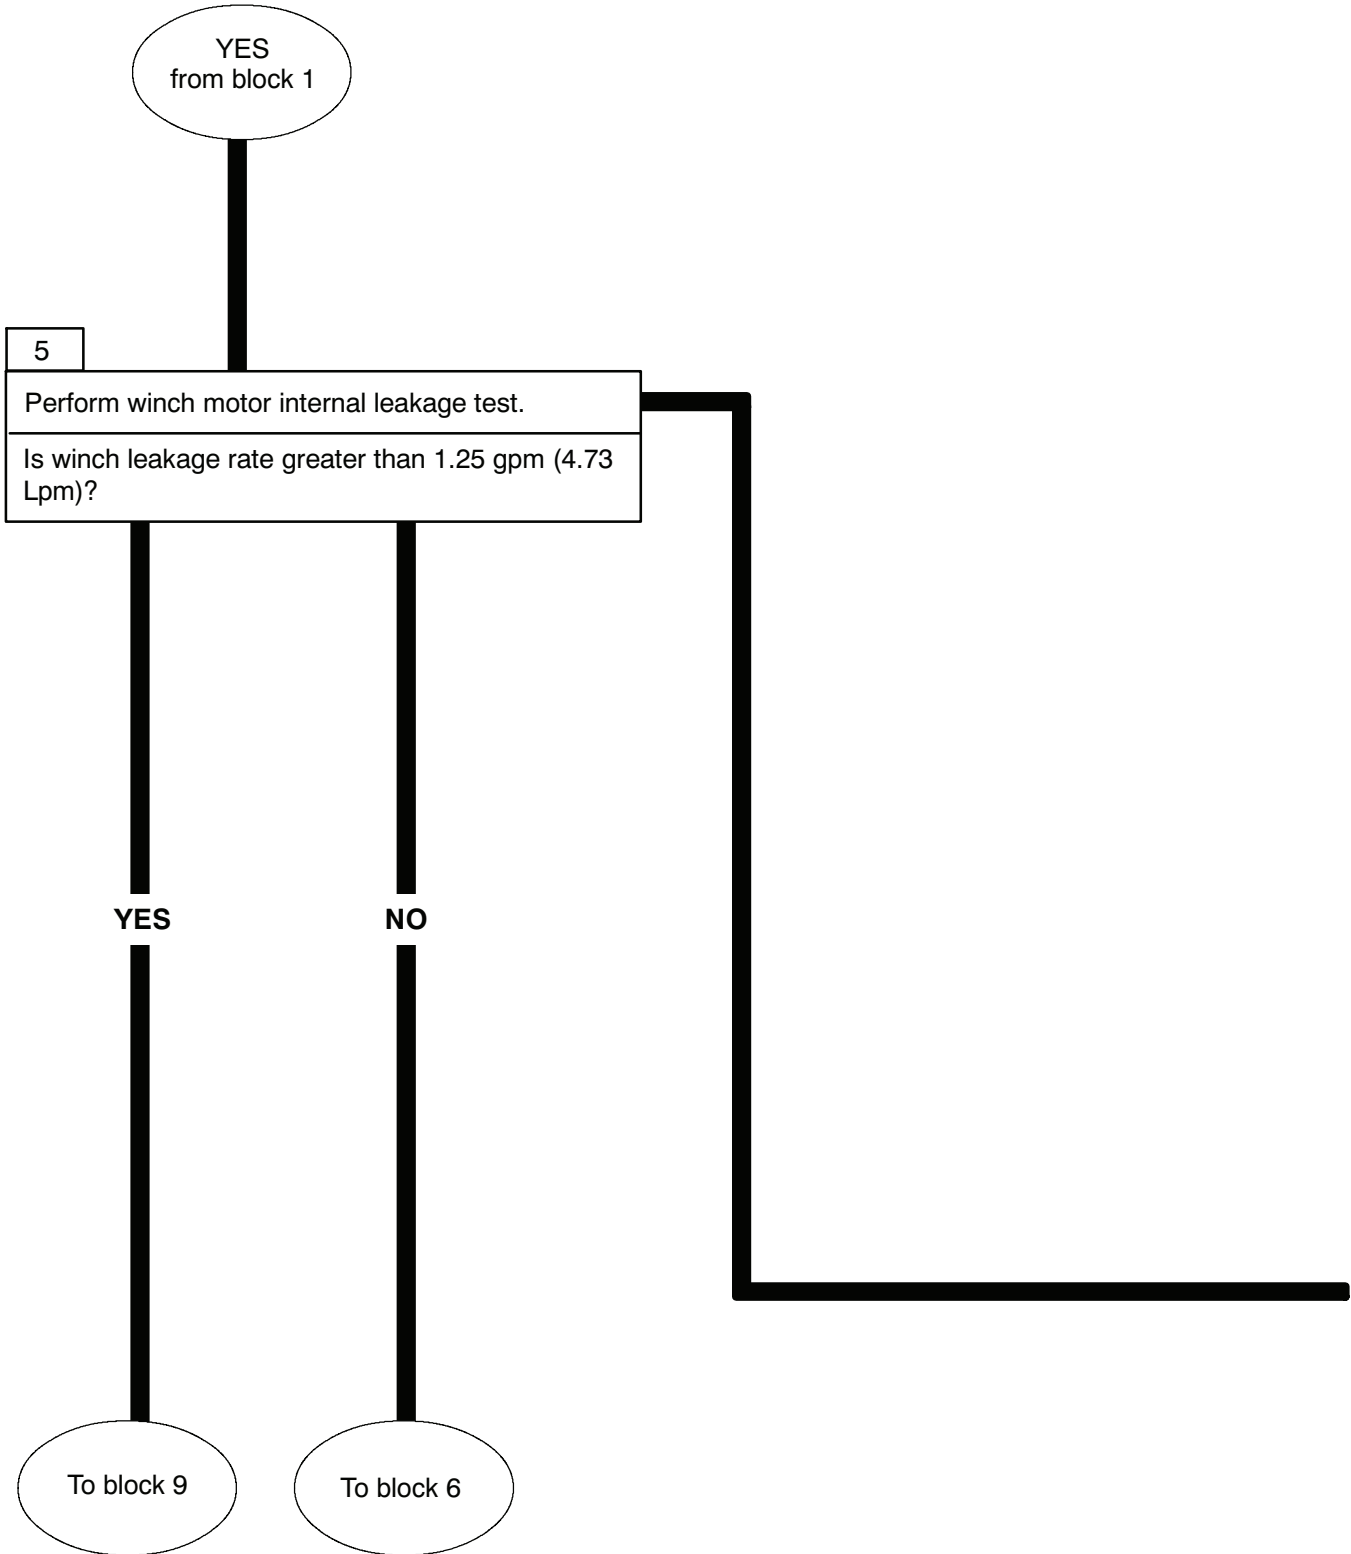 YES
from block 1
5
Perform winch motor internal leakage test.
Is winch leakage rate greater than 1.25 gpm (4.73
Lpm)?
YES
NO
To block 9
To block 6